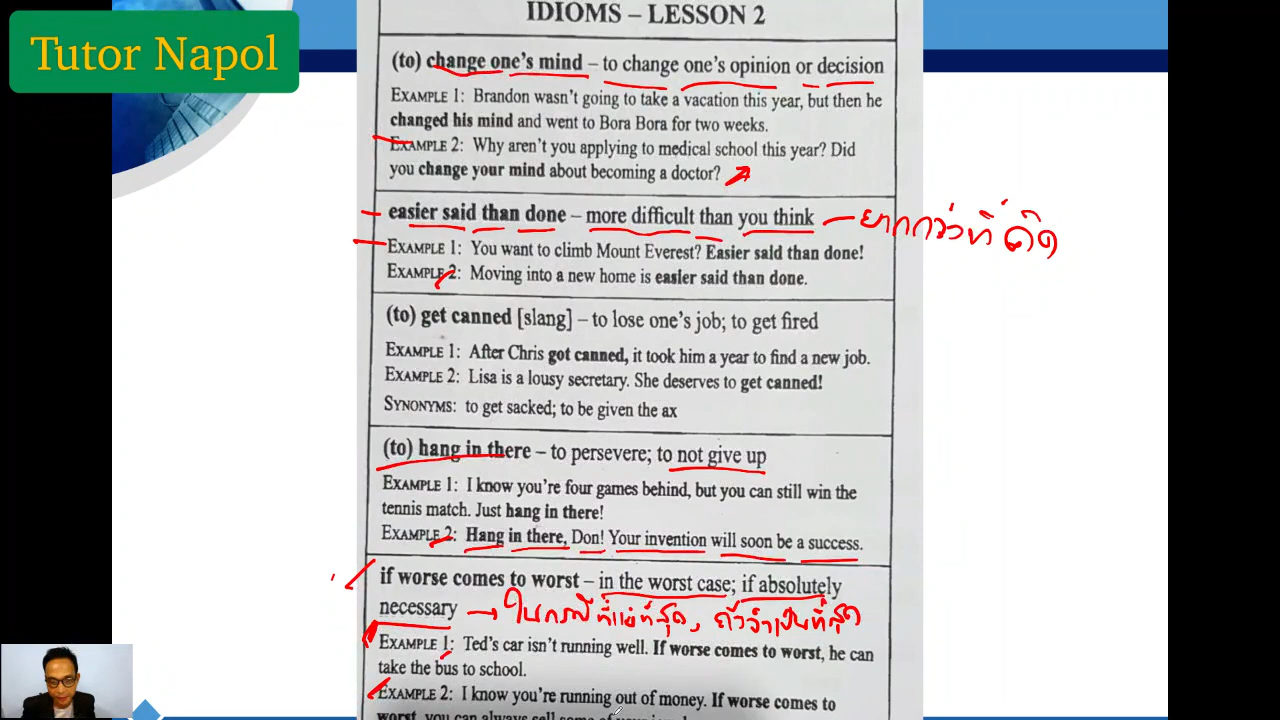 Tutor Napol
IDIOMS – LESSON 2
(to) change one's mind – to change one's opinion or decision
EXAMPLE 1: Brandon wasn't going to take a vacation this year, but then he
changed his mind and went to Bora Bora for two weeks.
EXAMPLE 2: Why aren't you applying to medical school this year? Did
you change your mind about becoming a doctor?
easier said than done – more difficult than you think – ยากกว่าที่คิด
EXAMPLE 1: You want to climb Mount Everest? Easier said than done!
EXAMPLE 2: Moving into a new home is easier said than done.
(to) get canned [slang] – to lose one's job; to get fired
EXAMPLE 1: After Chris got canned, it took him a year to find a new job.
EXAMPLE 2: Lisa is a lousy secretary. She deserves to get canned!
SYNONYMS: to get sacked; to be given the ax
(to) hang in there – to persevere; to not give up
EXAMPLE 1: I know you're four games behind, but you can still win the
tennis match. Just hang in there!
EXAMPLE 2: Hang in there, Don! Your invention will soon be a success.
if worse comes to worst – in the worst case; if absolutely
necessary → ในกรณีที่แย่ที่สุด, ถ้าจำเป็นที่สุด
EXAMPLE 1: Ted's car isn't running well. If worse comes to worst, he can
take the bus to school.
EXAMPLE 2: I know you're running out of money. If worse comes to
worst, you can always sell some of your